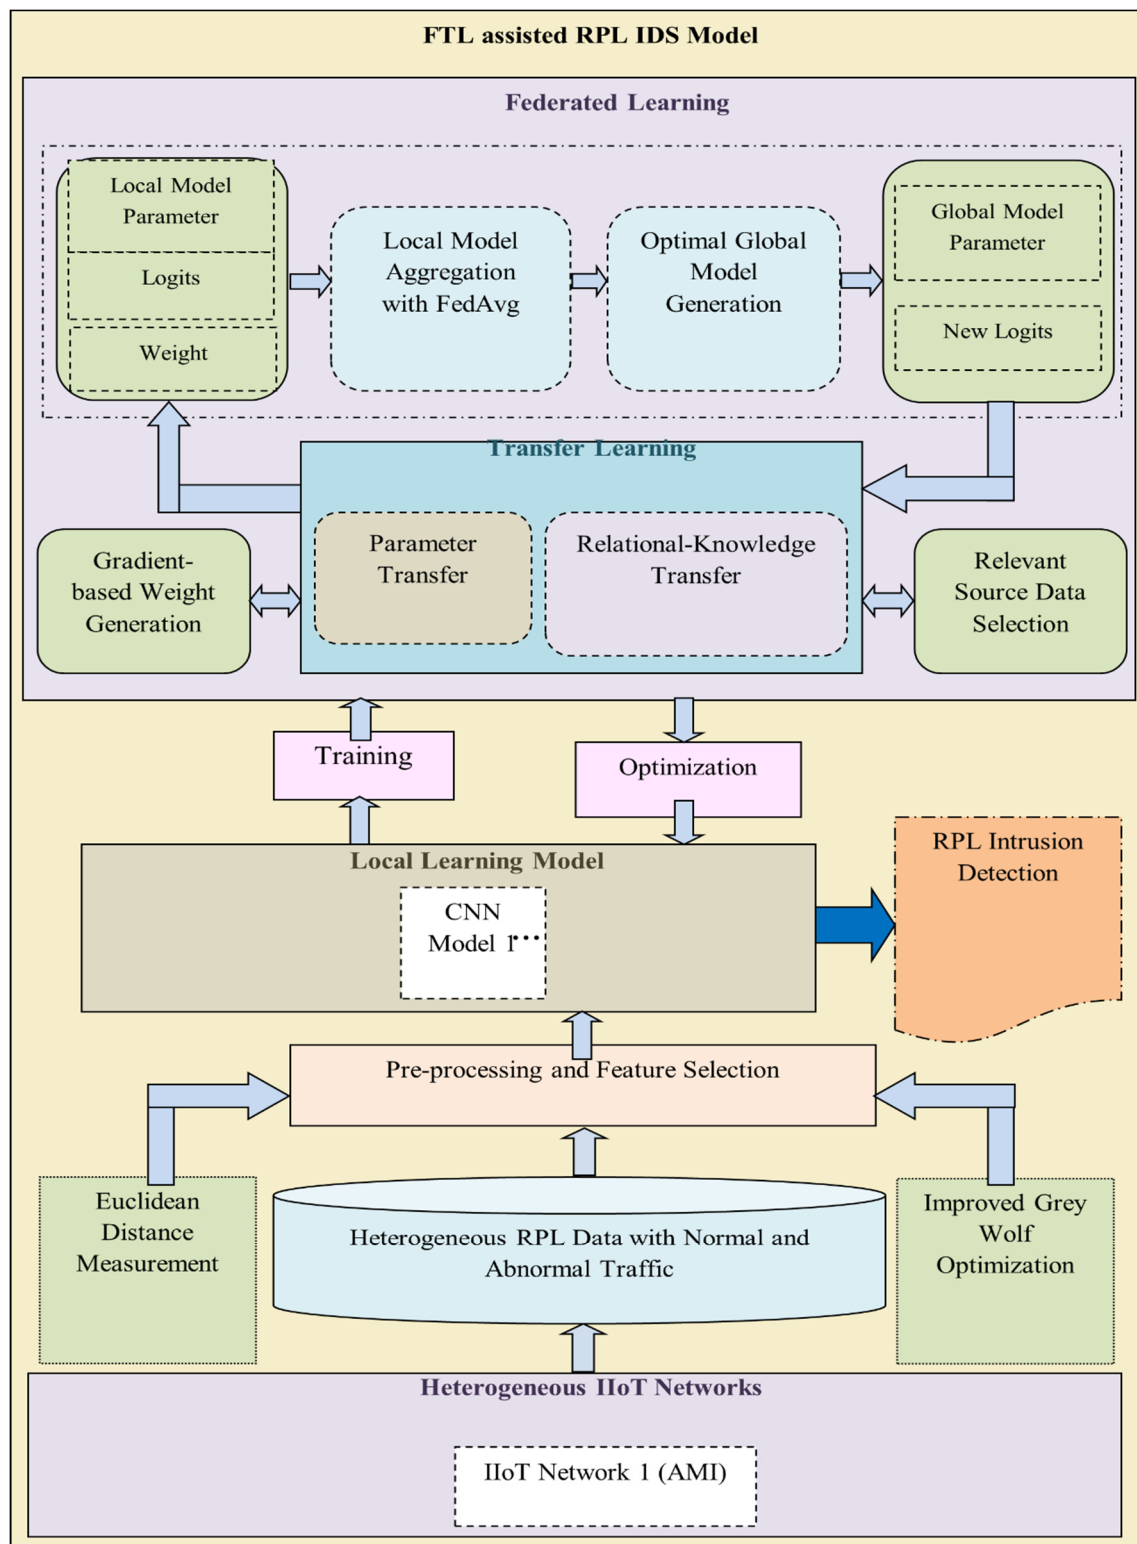 FTL assisted RPL IDS Model
Federated Learning
Local Model
Parameter
Logits
Weight
Local Model
Aggregation
with FedAvg
Optimal Global
Model
Generation
Global Model
Parameter
New Logits
Transfer Learning
Gradient-
based Weight
Generation
Parameter
Transfer
Relational-Knowledge
Transfer
Relevant
Source Data
Selection
Training
Optimization
Local Learning Model
CNN
Model 1...
RPL Intrusion
Detection
Pre-processing and Feature Selection
Euclidean
Distance
Measurement
Heterogeneous RPL Data with Normal and
Abnormal Traffic
Improved Grey
Wolf
Optimization
Heterogeneous IIoT Networks
IIoT Network 1 (AMI)